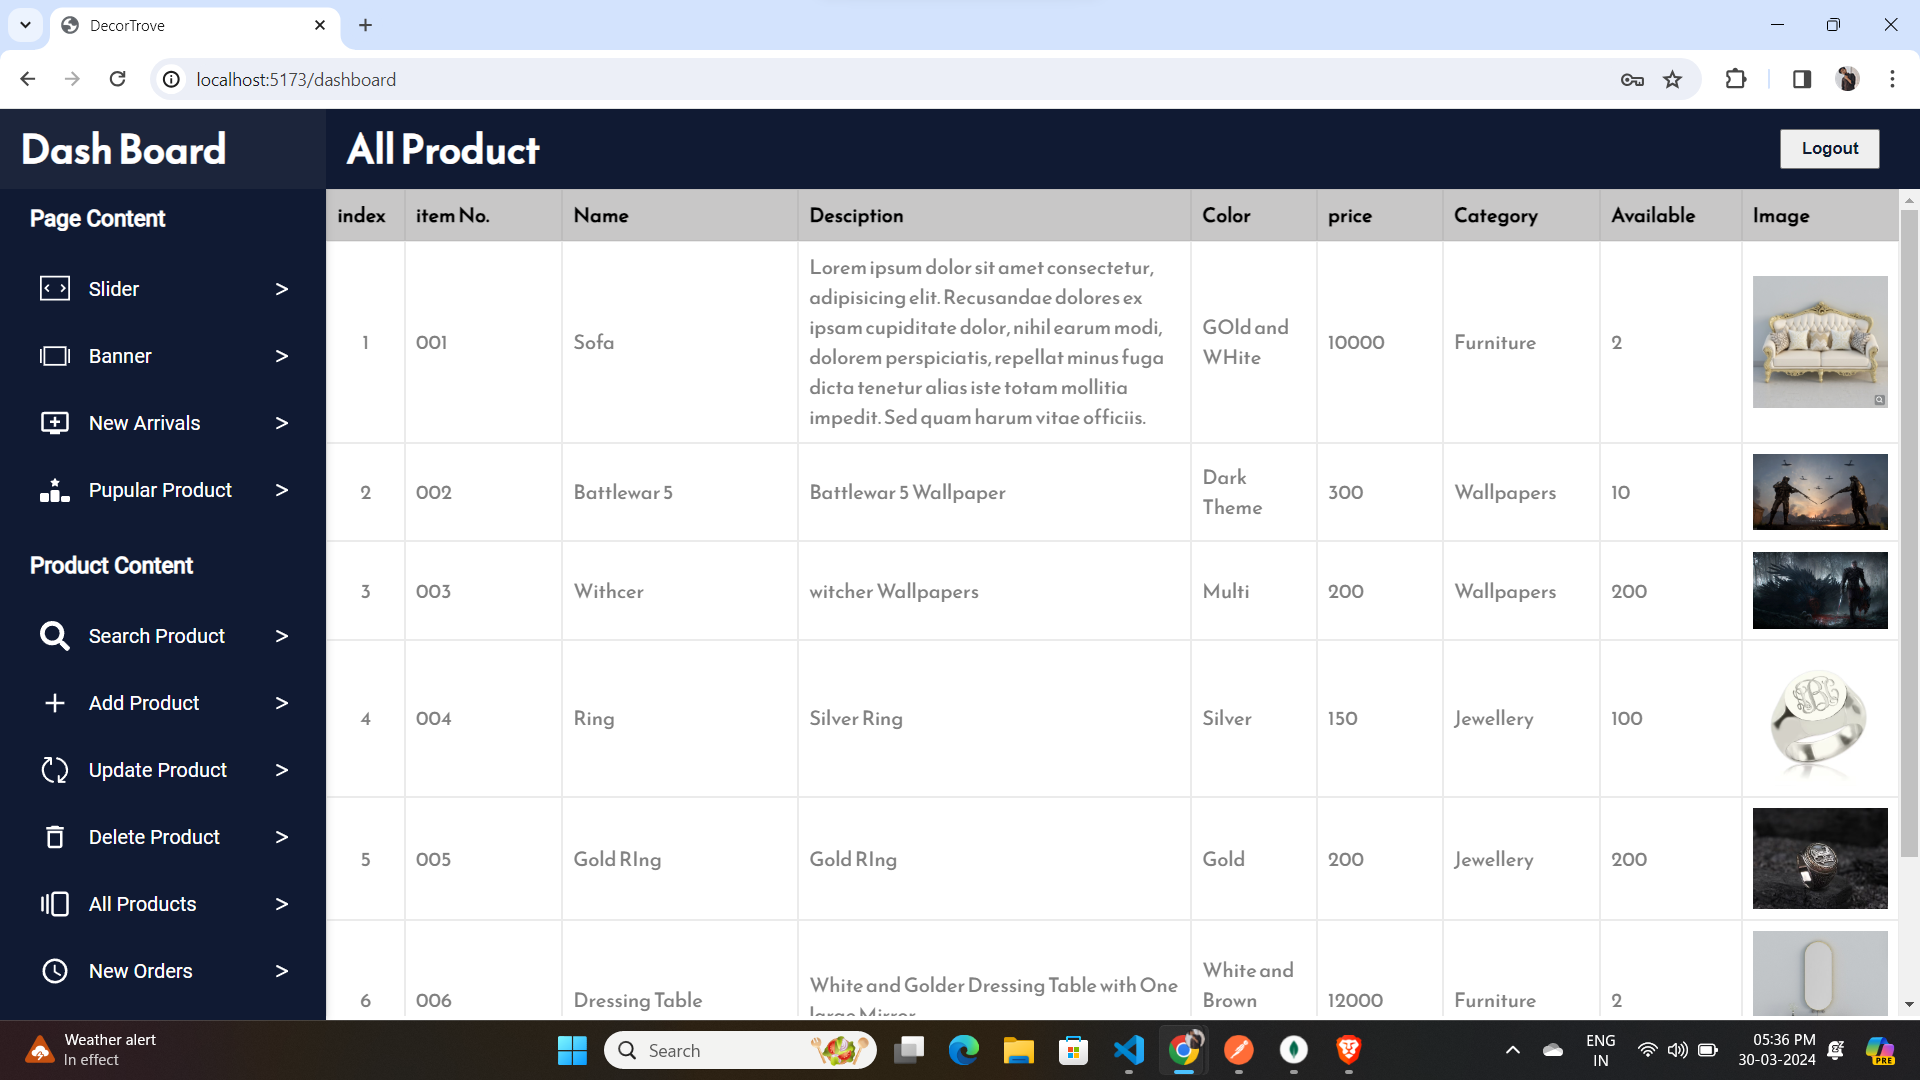 DecorTrove
localhost:5173/dashboard
Dash Board
All Product
Logout
Page Content
Slider >
Banner >
New Arrivals >
Pupular Product >
Product Content
Search Product >
Add Product >
Update Product >
Delete Product >
All Products >
New Orders >
index item No. Name Desciption Color price Category Available Image
1 001 Sofa
Lorem ipsum dolor sit amet consectetur,
adipisicing elit. Recusandae dolores ex
ipsam cupiditate dolor, nihil earum modi,
dolorem perspiciatis, repellat minus fuga
dicta tenetur alias iste totam mollitia
impedit. Sed quam harum vitae officiis.
GOld and
WHite
10000 Furniture 2
2 002 Battlewar 5 Battlewar 5 Wallpaper
Dark
Theme
300 Wallpapers 10
3 003 Withcer witcher Wallpapers Multi 200 Wallpapers 200
4 004 Ring Silver Ring Silver 150 Jewellery 100
5 005 Gold RIng Gold RIng Gold 200 Jewellery 200
6 006 Dressing Table
White and Golder Dressing Table with One
large Mirror
White and
Brown
12000 Furniture 2
Weather alert
In effect
Search
ENG
IN
05:36 PM
30-03-2024
PRE